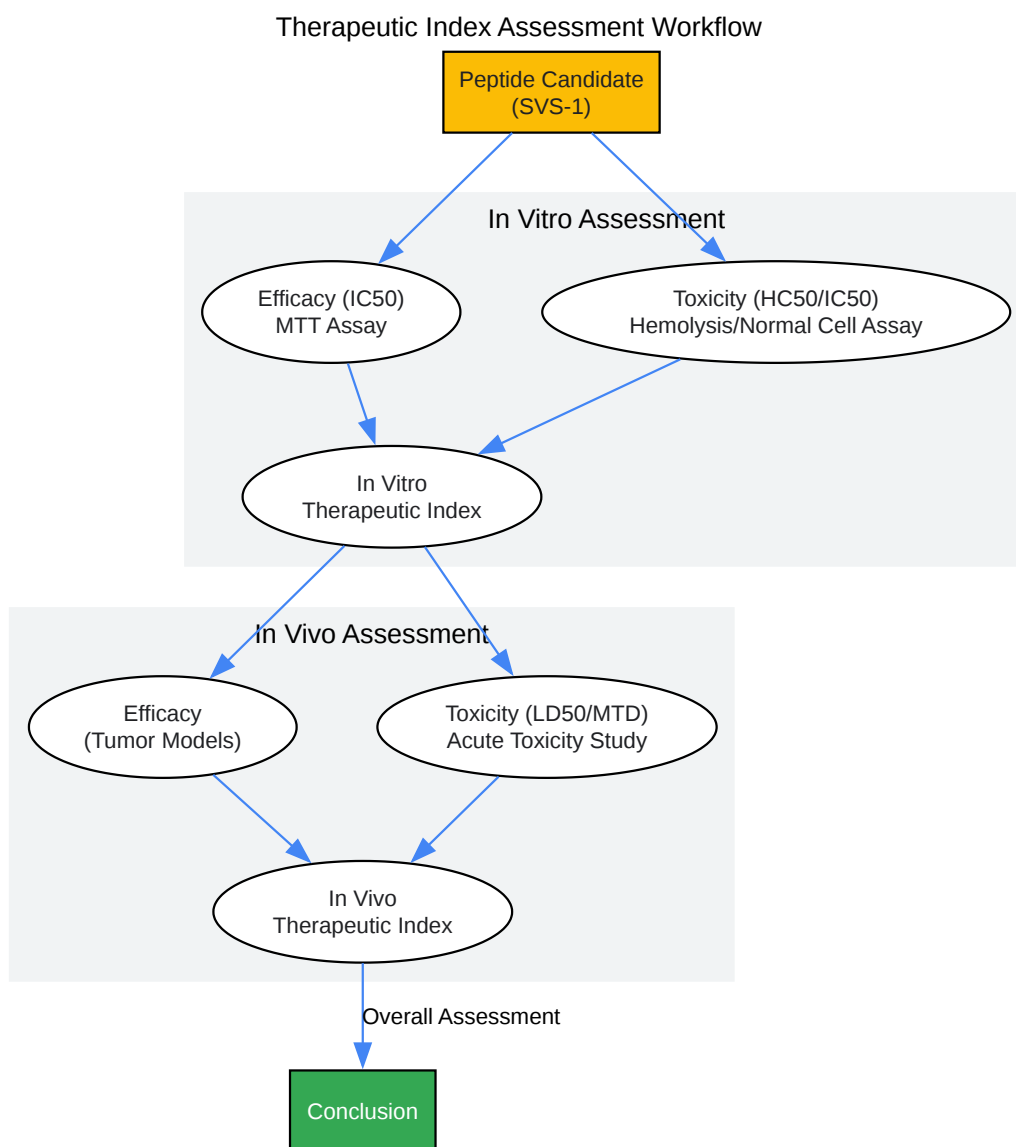 Therapeutic Index Assessment Workflow
Peptide Candidate
(SVS-1)
In Vitro Assessment
Efficacy (IC50)
MTT Assay
Toxicity (HC50/IC50)
Hemolysis/Normal Cell Assay
In Vitro
Therapeutic Index
In Vivo Assessment
Efficacy
(Tumor Models)
Toxicity (LD50/MTD)
Acute Toxicity Study
In Vivo
Therapeutic Index
Overall Assessment
Conclusion